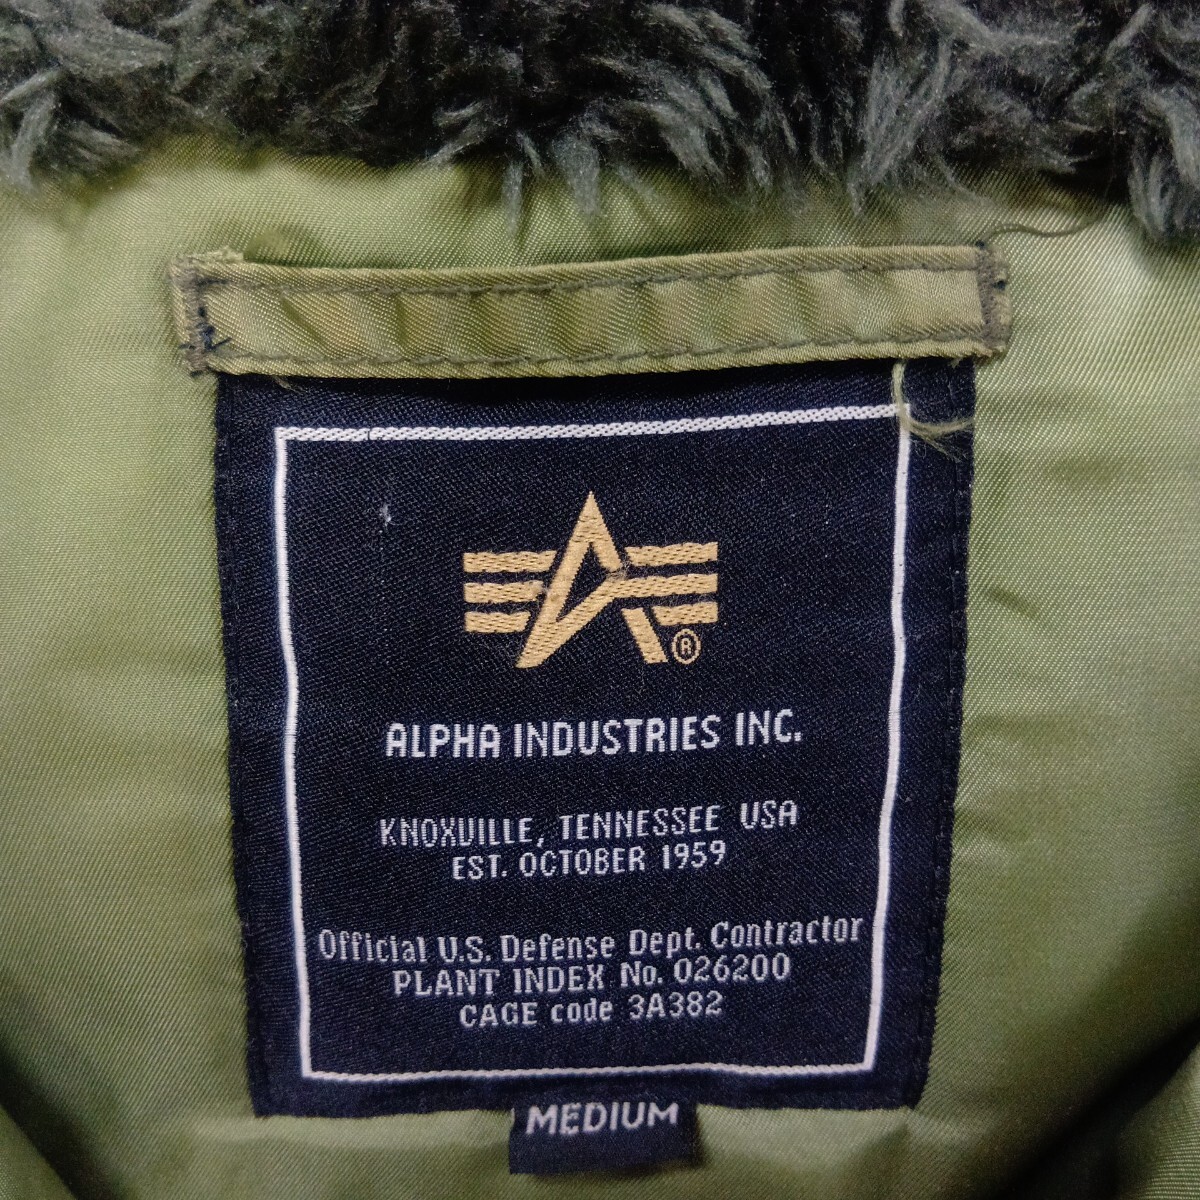 ®
ALPHA INDUSTRIES INC.
KNOXVILLE, TENNESSEE USA
EST. OCTOBER 1959
Official U.S. Defense Dept. Contractor
PLANT INDEX No. 026200
CAGE code 3A382
MEDIUM